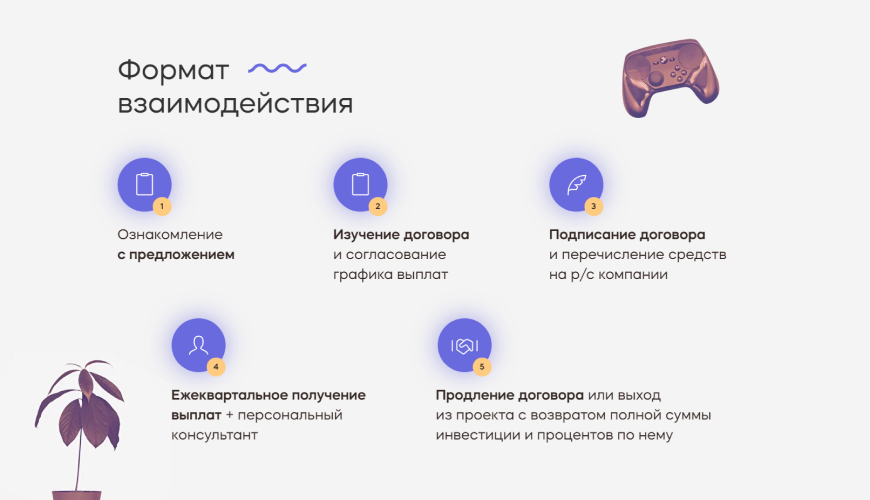 Формат
взаимодействия
1
Ознакомление
с предложением
2
Изучение договора
и согласование
графика выплат
3
Подписание договора
и перечисление средств
на р/с компании
4
Ежеквартальное получение
выплат + персональный
консультант
5
Продление договора или выход
из проекта с возвратом полной суммы
инвестиции и процентов по нему